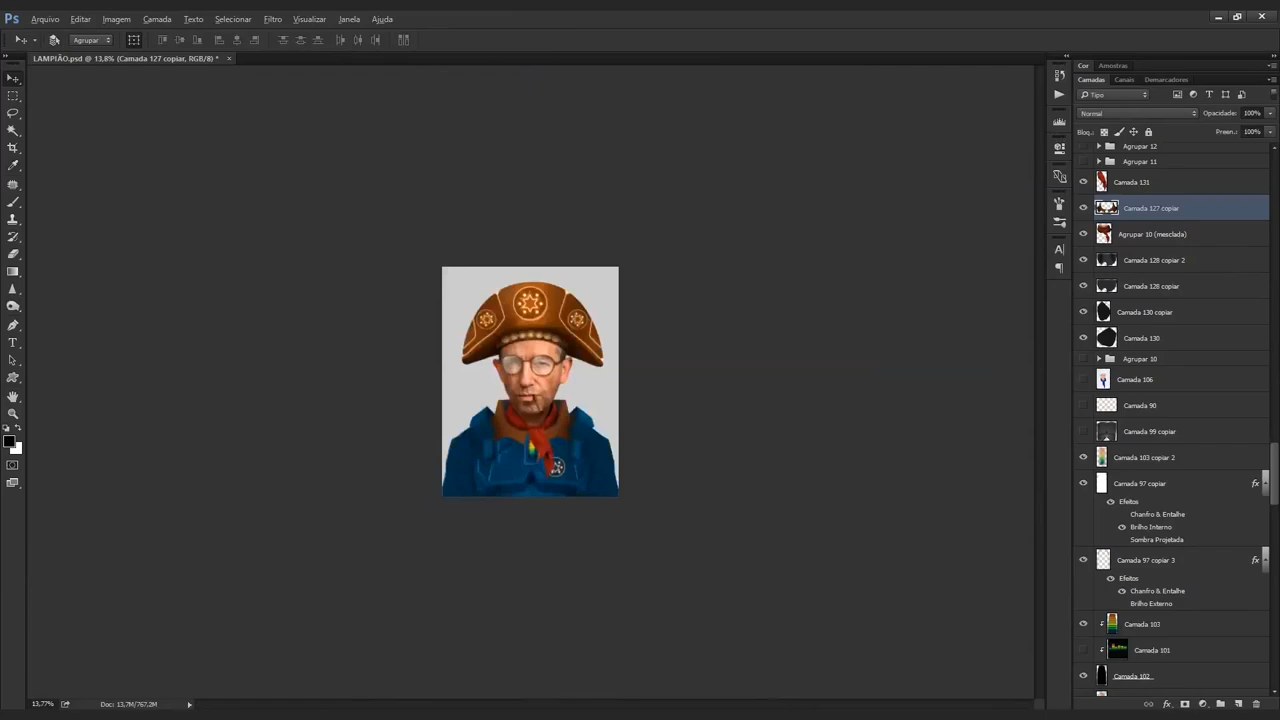 Ps Arquivo Editar Imagem Camada Texto Selecionar Filtro Visualizar Janela Ajuda
Agrupar
LAMPIÃO.psd @ 13,8% (Camada 127 copiar, RGB/8) *
Cor Amostras
Camadas Canais Demarcadores
Tipo
Normal Opacidade: 100%
Bloq.: Preen.: 100%
Agrupar 12
Agrupar 11
Camada 131
Camada 127 copiar
Agrupar 10 (mesclada)
Camada 128 copiar 2
Camada 128 copiar
Camada 130 copiar
Camada 130
Agrupar 10
Camada 106
Camada 90
Camada 99 copiar
Camada 103 copiar 2
Camada 97 copiar fx
Efeitos
Chanfro & Entalhe
Brilho Interno
Sombra Projetada
Camada 97 copiar 3 fx
Efeitos
Chanfro & Entalhe
Brilho Externo
Camada 103
Camada 101
Camada 102
13,77% Doc: 13,7M/767,2M